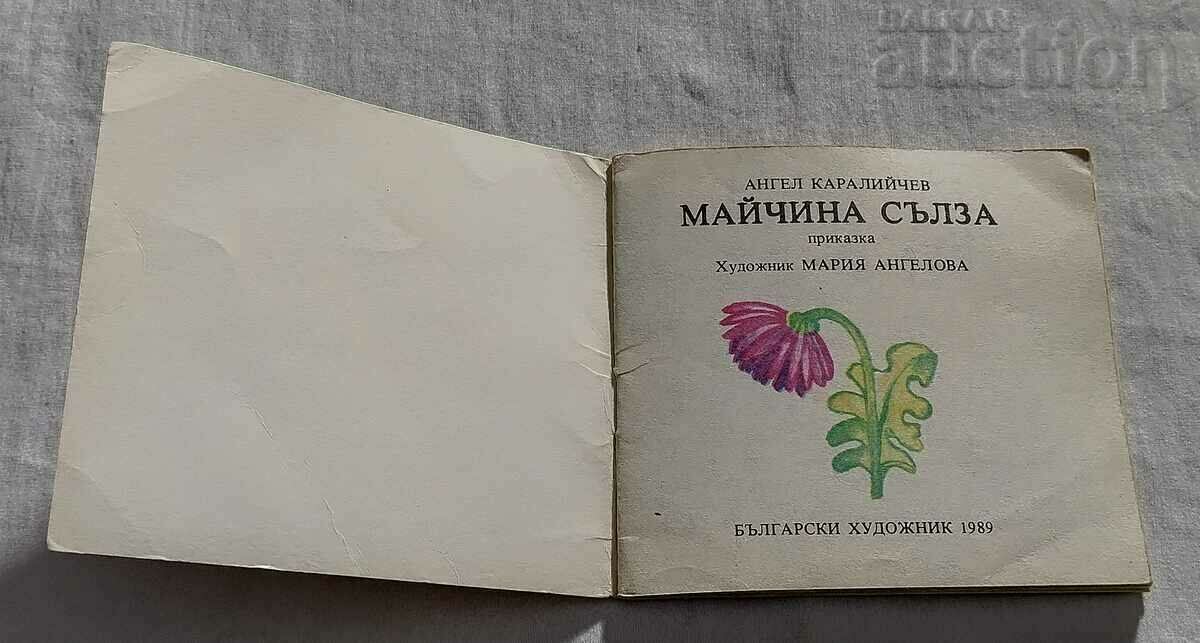 auction
АНГЕЛ КАРАЛИЙЧЕВ
МАЙЧИНА СЪЛЗА
приказка
Художник МАРИЯ АНГЕЛОВА
БЪЛГАРСКИ ХУДОЖНИК 1989